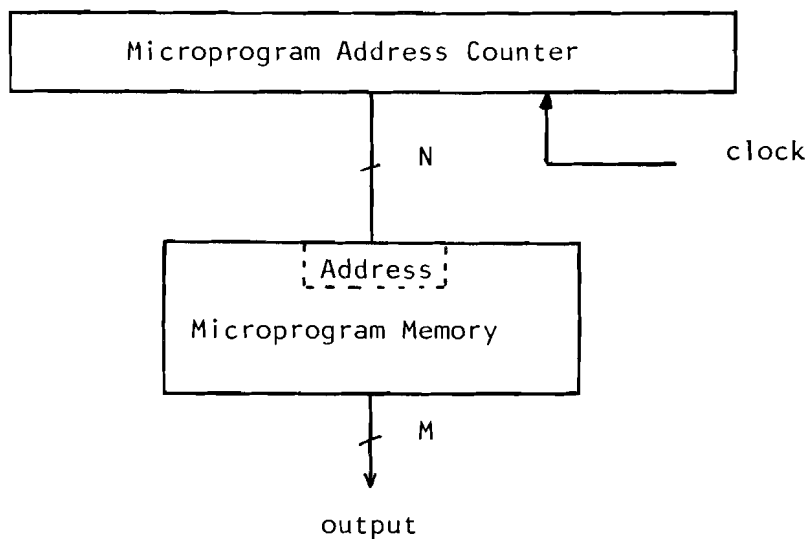 Microprogram Address Counter
N
clock
Address
Microprogram Memory
M
output